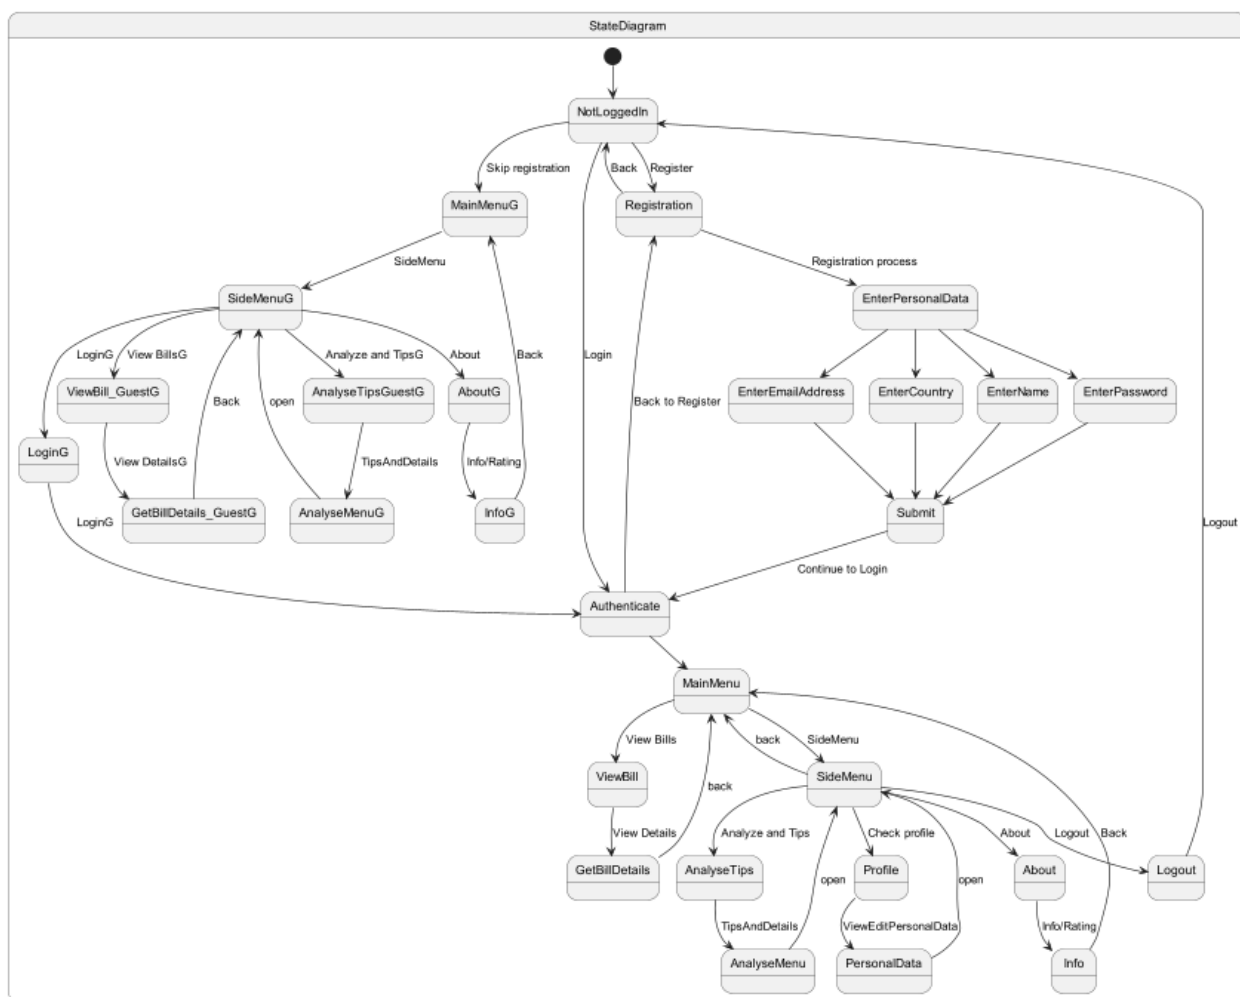 StateDiagram
NotLoggedIn
Skip registration
Back
Register
MainMenuG
Registration
SideMenu
Registration process
SideMenuG
EnterPersonalData
LoginG
View BillsG
Analyze and TipsG
About
Back
Login
ViewBill_GuestG
AnalyseTipsGuestG
AboutG
EnterEmailAddress
EnterCountry
EnterName
EnterPassword
Back
open
Back to Register
LoginG
View DetailsG
TipsAndDetails
Info/Rating
GetBillDetails_GuestG
AnalyseMenuG
InfoG
Submit
LoginG
Logout
Continue to Login
Authenticate
MainMenu
View Bills
back
SideMenu
ViewBill
SideMenu
back
View Details
Analyze and Tips
Check profile
About
Logout
Back
GetBillDetails
AnalyseTips
Profile
About
Logout
open
open
TipsAndDetails
ViewEditPersonalData
Info/Rating
AnalyseMenu
PersonalData
Info